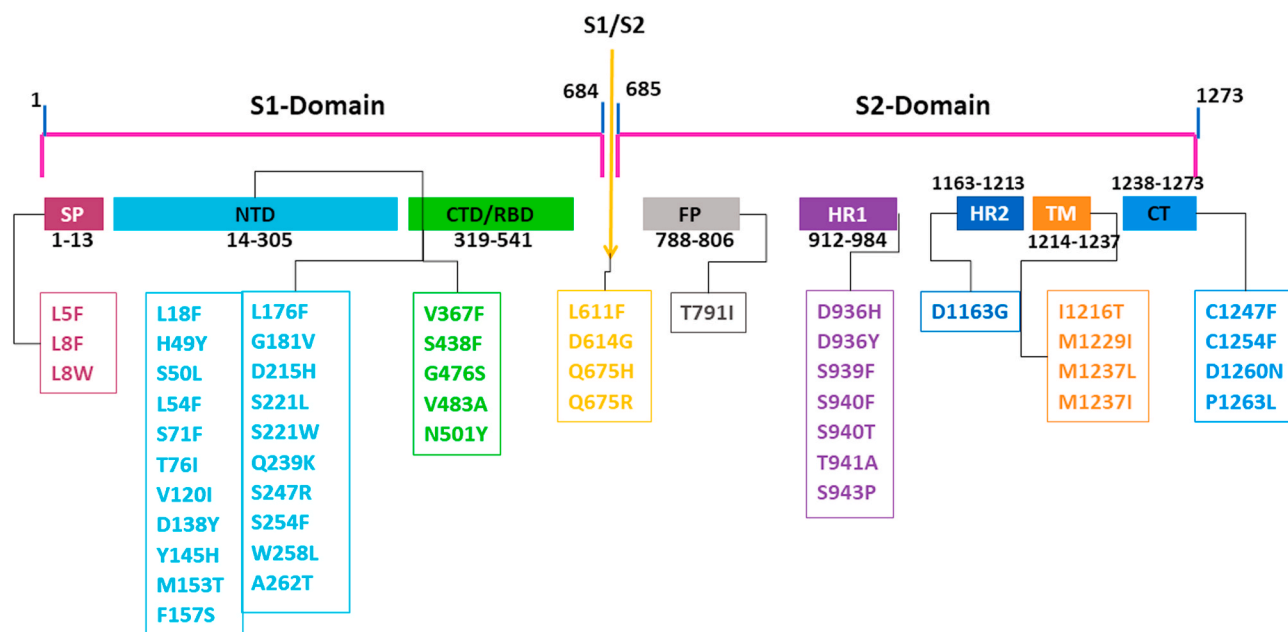 S1/S2
1
S1-Domain
684
685
S2-Domain
1273
SP
1-13
NTD
14-305
CTD/RBD
319-541
FP
788-806
HR1
912-984
1163-1213
HR2
TM
1214-1237
1238-1273
CT
L5F
L8F
L8W
L18F
H49Y
S50L
L54F
S71F
T76I
V120I
D138Y
Y145H
M153T
F157S
L176F
G181V
D215H
S221L
S221W
Q239K
S247R
S254F
W258L
A262T
V367F
S438F
G476S
V483A
N501Y
L611F
D614G
Q675H
Q675R
T791I
D936H
D936Y
S939F
S940F
S940T
T941A
S943P
D1163G
I1216T
M1229I
M1237L
M1237I
C1247F
C1254F
D1260N
P1263L